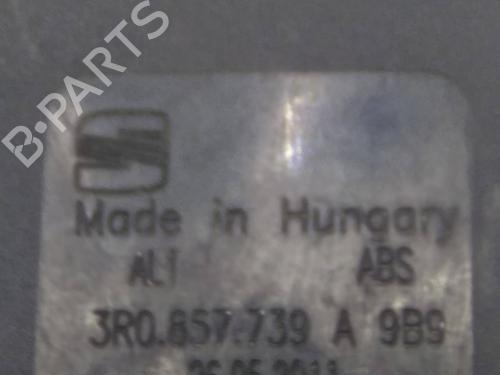 B-PARTS
Made in Hungary
ALT ABS
3R0.857.739 A 9B9